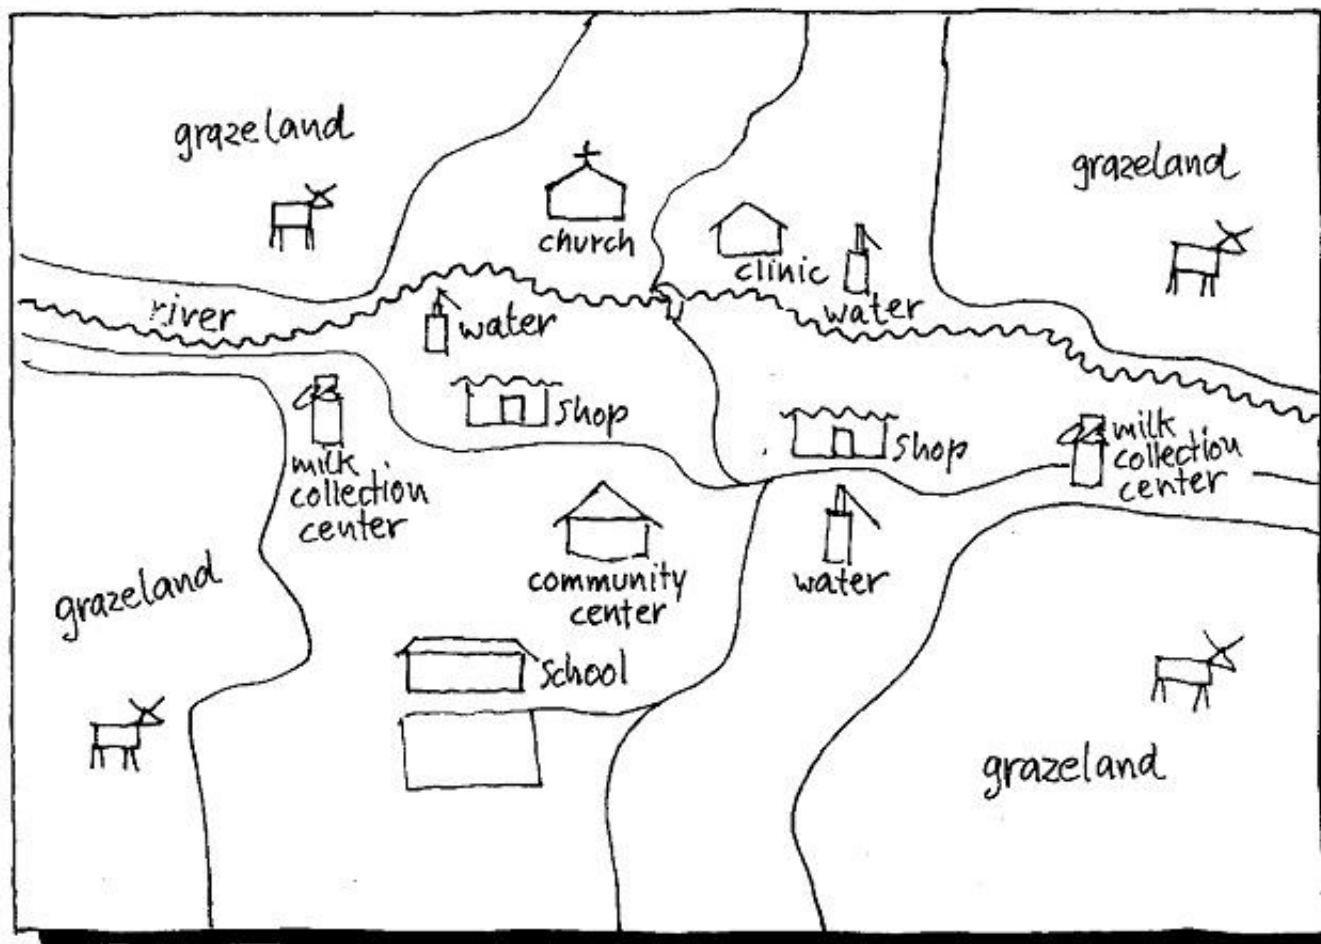 grazeland
grazeland
church
clinic
river
water
water
shop
shop
milk
collection
center
milk
collection
center
grazeland
community
center
water
school
grazeland